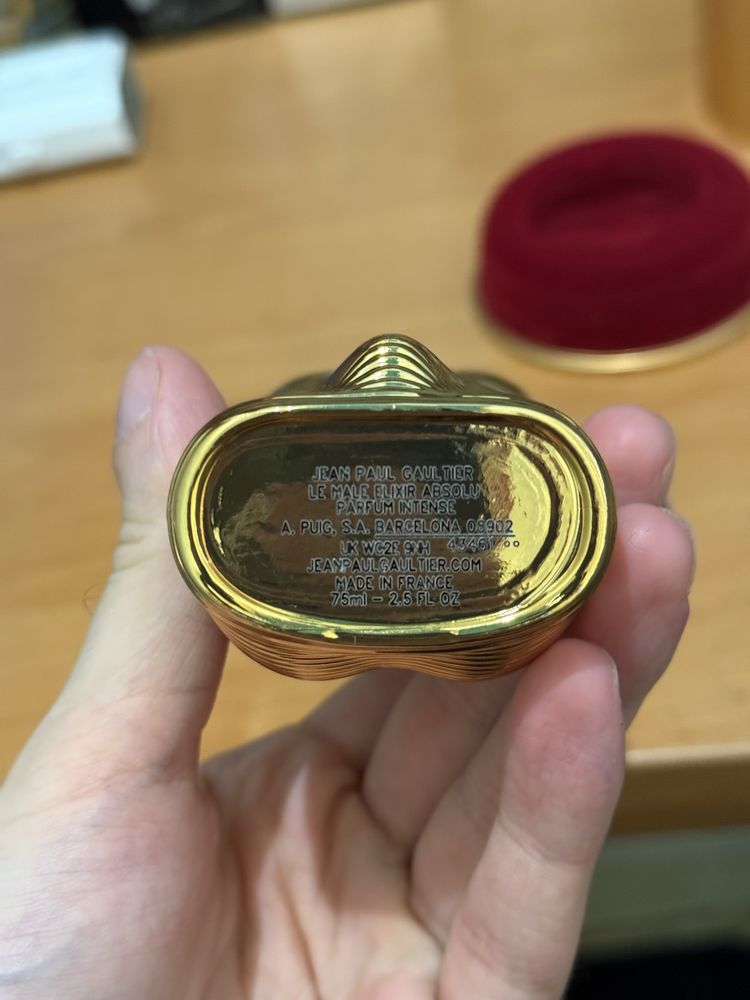 JEAN PAUL GAULTIER
LE MALE ELIXIR ABSOLU
PARFUM INTENSE
A. PUIG, S.A. BARCELONA 08902
UK WC2E 9NH 43461
JEANPAULGAULTIER.COM
MADE IN FRANCE
75ml - 2.5 FL OZ